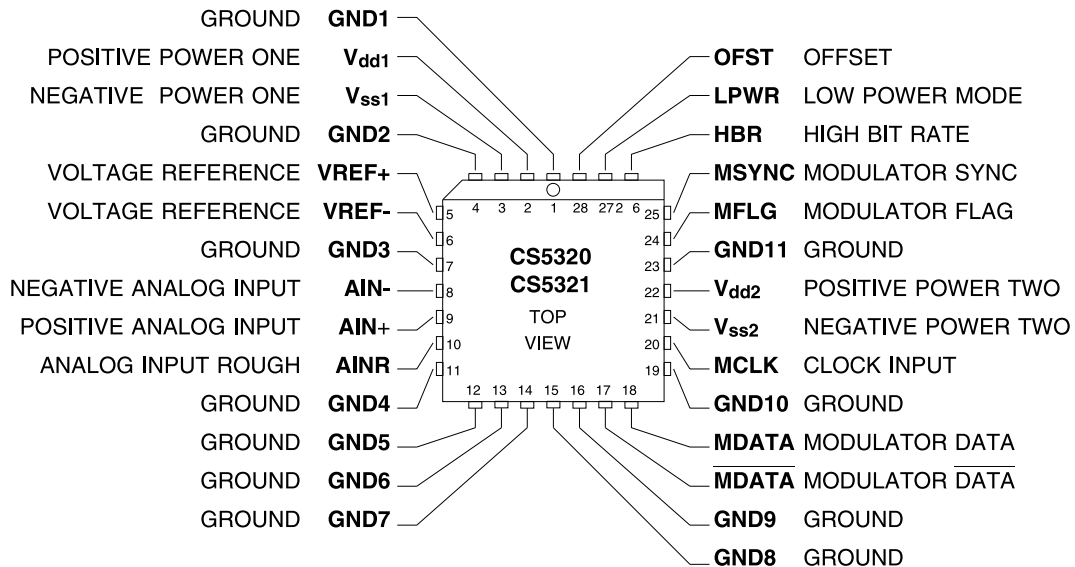 GROUND GND1
POSITIVE POWER ONE Vdd1
NEGATIVE POWER ONE Vss1
GROUND GND2
VOLTAGE REFERENCE VREF+
VOLTAGE REFERENCE VREF-
GROUND GND3
NEGATIVE ANALOG INPUT AIN-
POSITIVE ANALOG INPUT AIN+
ANALOG INPUT ROUGH AINR
GROUND GND4
GROUND GND5
GROUND GND6
GROUND GND7
4 3 2 1 28 27 2 6
5
6
7
8
9
10
11
CS5320
CS5321
TOP
VIEW
25
24
23
22
21
20
19
12 13 14 15 16 17 18
OFST OFFSET
LPWR LOW POWER MODE
HBR HIGH BIT RATE
MSYNC MODULATOR SYNC
MFLG MODULATOR FLAG
GND11 GROUND
Vdd2 POSITIVE POWER TWO
Vss2 NEGATIVE POWER TWO
MCLK CLOCK INPUT
GND10 GROUND
MDATA MODULATOR DATA
M̅D̅A̅T̅A̅ MODULATOR D̅A̅T̅A̅
GND9 GROUND
GND8 GROUND